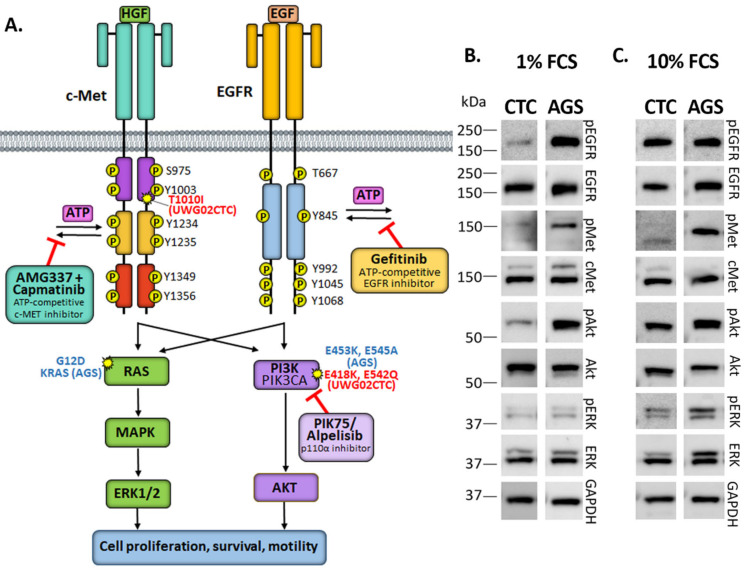 A.
HGF
EGF
c-Met
EGFR
P P S975
P P Y1003
T1010I
(UWG02CTC)
ATP
P P Y1234
P P Y1235
P P Y1349
P P Y1356
AMG337 +
Capmatinib
ATP-competitive
c-MET inhibitor
P P T667
P P Y845
ATP
P P Y992
P P Y1045
P P Y1068
Gefitinib
ATP-competitive
EGFR inhibitor
G12D
KRAS (AGS)
RAS
MAPK
ERK1/2
PI3K
PIK3CA
E453K, E545A
(AGS)
E418K, E542Q
(UWG02CTC)
PIK75/
Alpelisib
p110α inhibitor
AKT
Cell proliferation, survival, motility
B.
1% FCS
kDa
CTC AGS
250
150
pEGFR
EGFR
150
pMet
150
cMet
pAkt
50
Akt
50
pERK
37
ERK
37
GAPDH
37
C.
10% FCS
CTC AGS
pEGFR
EGFR
pMet
cMet
pAkt
Akt
pERK
ERK
GAPDH